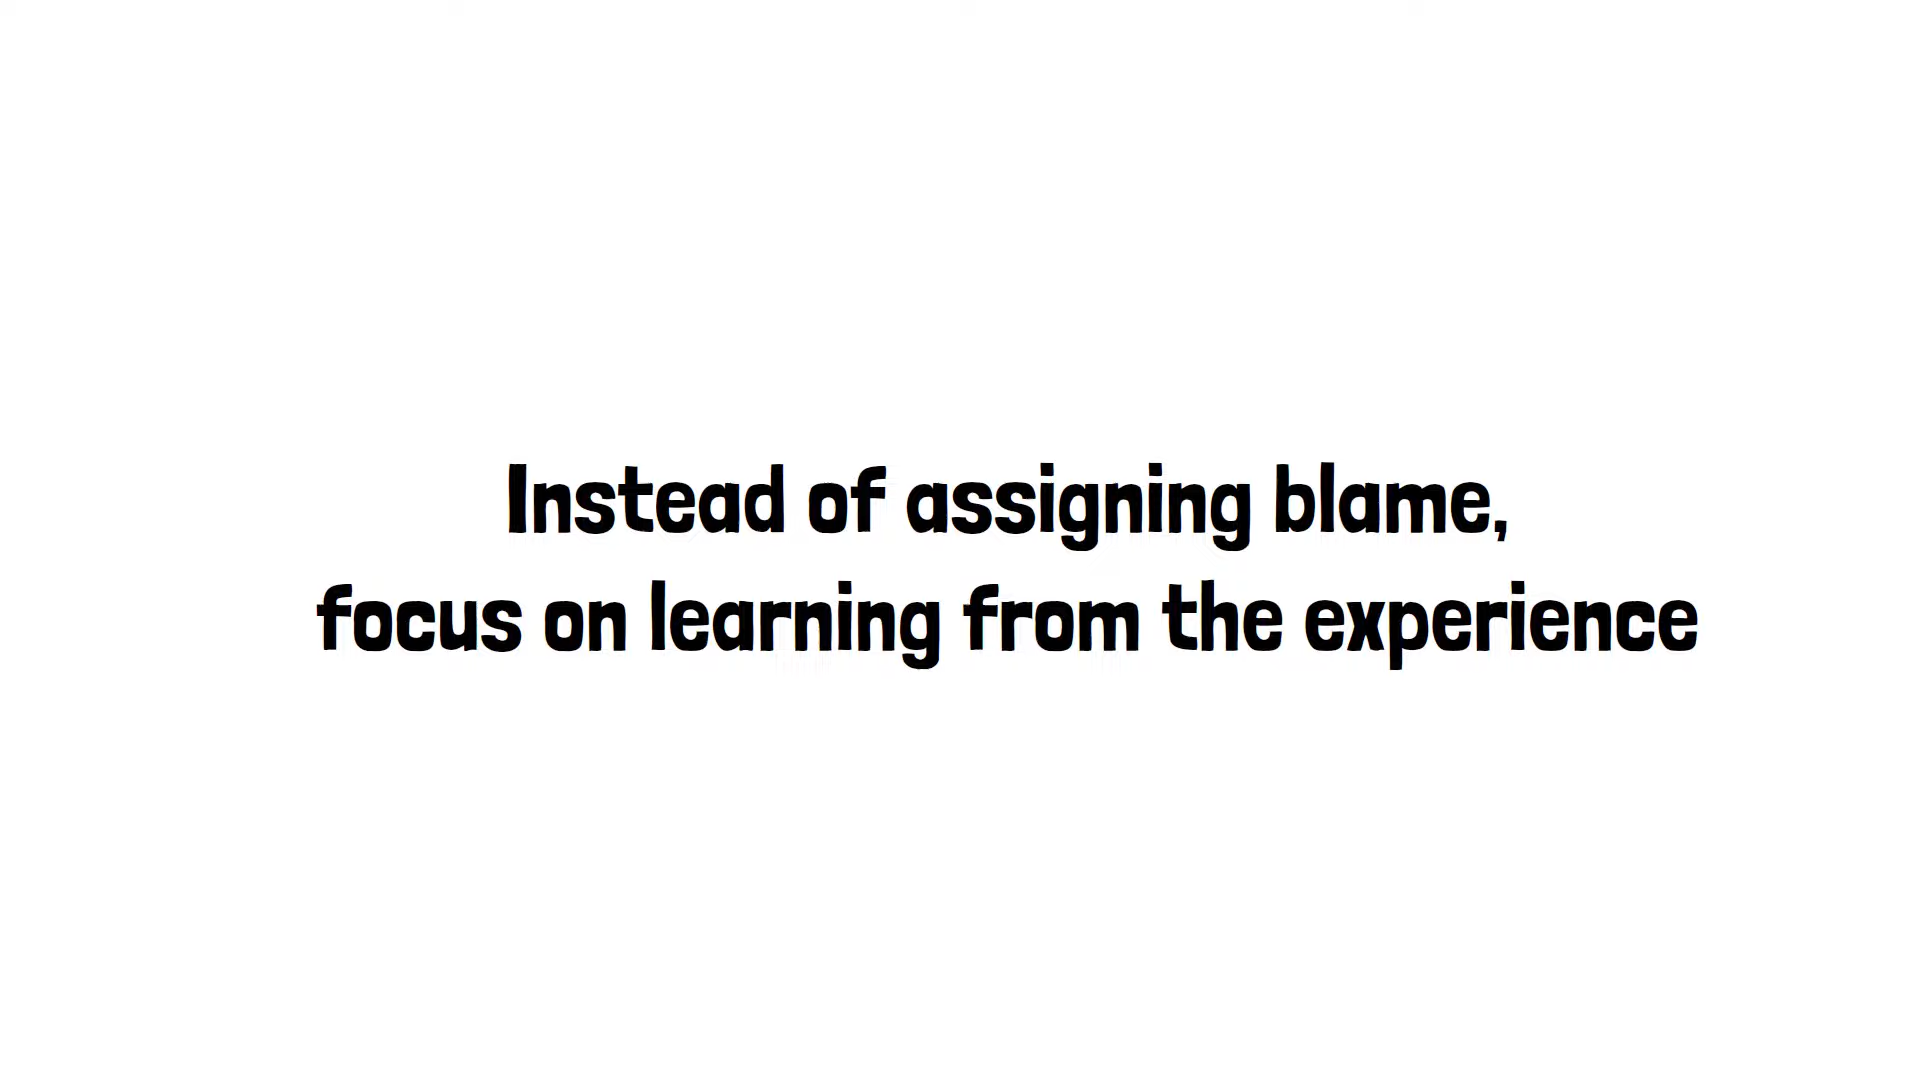 Instead of assigning blame,
focus on learning from the experience